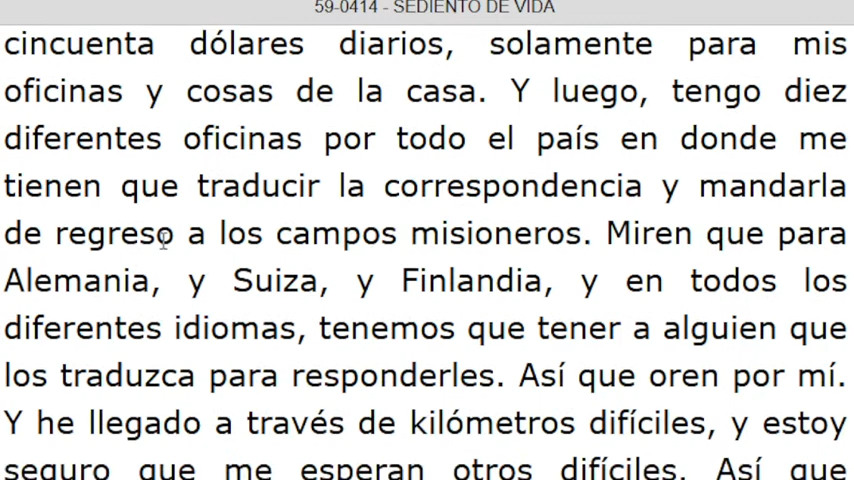 59-0414 - SEDIENTO DE VIDA
cincuenta dólares diarios, solamente para mis
oficinas y cosas de la casa. Y luego, tengo diez
diferentes oficinas por todo el país en donde me
tienen que traducir la correspondencia y mandarla
de regreso a los campos misioneros. Miren que para
Alemania, y Suiza, y Finlandia, y en todos los
diferentes idiomas, tenemos que tener a alguien que
los traduzca para responderles. Así que oren por mí.
Y he llegado a través de kilómetros difíciles, y estoy
seguro que me esperan otros difíciles. Así que